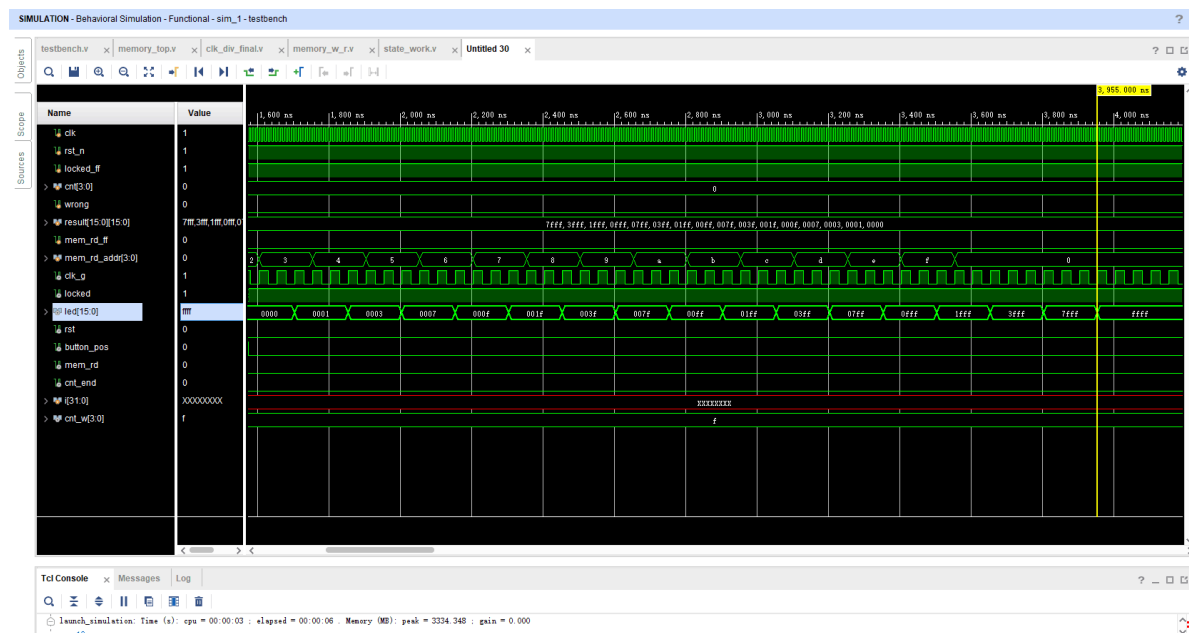 SIMULATION - Behavioral Simulation - Functional - sim_1 - testbench ?
testbench.v × memory_top.v × clk_div_final.v × memory_w_r.v × state_work.v × Untitled 30 × ?
Objects
Scope
Sources
3,955.000 ns
Name Value 1,600 ns 1,800 ns 2,000 ns 2,200 ns 2,400 ns 2,600 ns 2,800 ns 3,000 ns 3,200 ns 3,400 ns 3,600 ns 3,800 ns 4,000 ns
clk 1
rst_n 1
locked_ff 1
> cnt[3:0] 0 0
wrong 0
> result[15:0][15:0] 7fff,3fff,1fff,0fff,0 7fff, 3fff, 1fff, 0fff, 07ff, 03ff, 01ff, 00ff, 007f, 003f, 001f, 000f, 0007, 0003, 0001, 0000
mem_rd_ff 0
> mem_rd_addr[3:0] 0 2 3 4 5 6 7 8 9 a b c d e f 0
clk_g 1
locked 1
> led[15:0] ffff 0000 0001 0003 0007 000f 001f 003f 007f 00ff 01ff 03ff 07ff 0fff 1fff 3fff 7fff ffff
rst 0
button_pos 0
mem_rd 0
cnt_end 0
> i[31:0] XXXXXXXX XXXXXXXX
> cnt_w[3:0] f f
Tcl Console × Messages Log ?
launch_simulation: Time (s): cpu = 00:00:03 ; elapsed = 00:00:06 . Memory (MB): peak = 3334.348 ; gain = 0.000